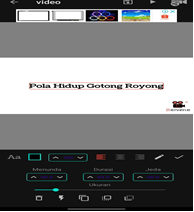 video
Pola Hidup Gotong Royong
Aa
Menunda
Durasi
Jeda
Ukuran